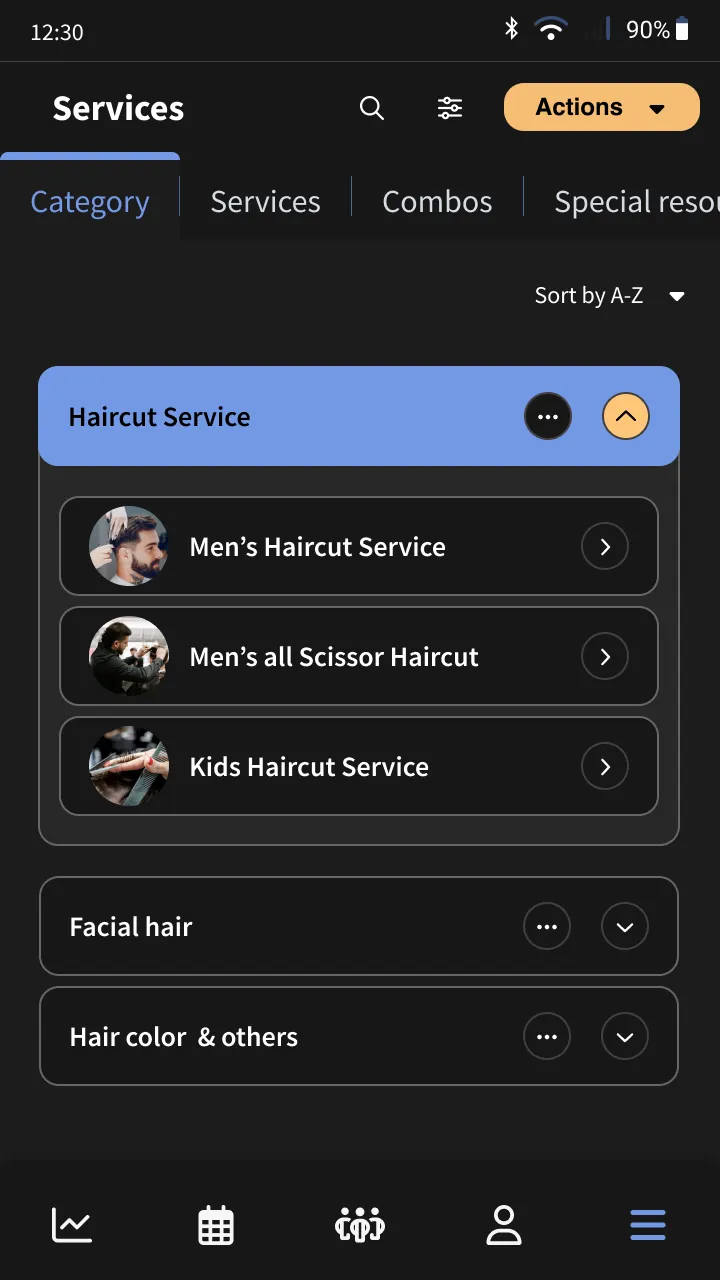 12:30
90%
Services
Actions
Category
Services
Combos
Special resou
Sort by A-Z
Haircut Service
Men’s Haircut Service
Men’s all Scissor Haircut
Kids Haircut Service
Facial hair
Hair color & others